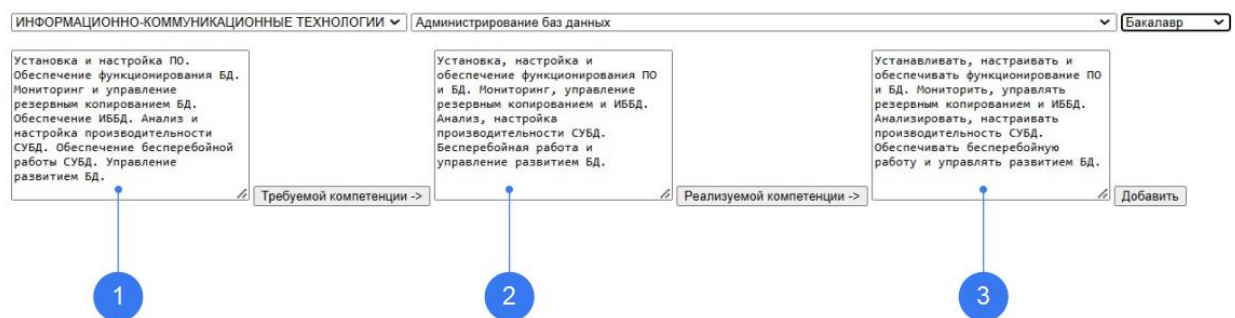 ИНФОРМАЦИОННО-КОММУНИКАЦИОННЫЕ ТЕХНОЛОГИИ Администрирование баз данных Бакалавр
Установка и настройка ПО.
Обеспечение функционирования БД.
Мониторинг и управление
резервным копированием БД.
Обеспечение ИББД. Анализ и
настройка производительности
СУБД. Обеспечение бесперебойной
работы СУБД. Управление
развитием БД.
Требуемой компетенции ->
Установка, настройка и
обеспечение функционирования ПО
и БД. Мониторинг, управление
резервным копированием и ИББД.
Анализ, настройка
производительности СУБД.
Бесперебойная работа и
управление развитием БД.
Реализуемой компетенции ->
Устанавливать, настраивать и
обеспечивать функционирование ПО
и БД. Мониторить, управлять
резервным копированием и ИББД.
Анализировать, настраивать
производительность СУБД.
Обеспечивать бесперебойную
работу и управлять развитием БД.
Добавить
1
2
3